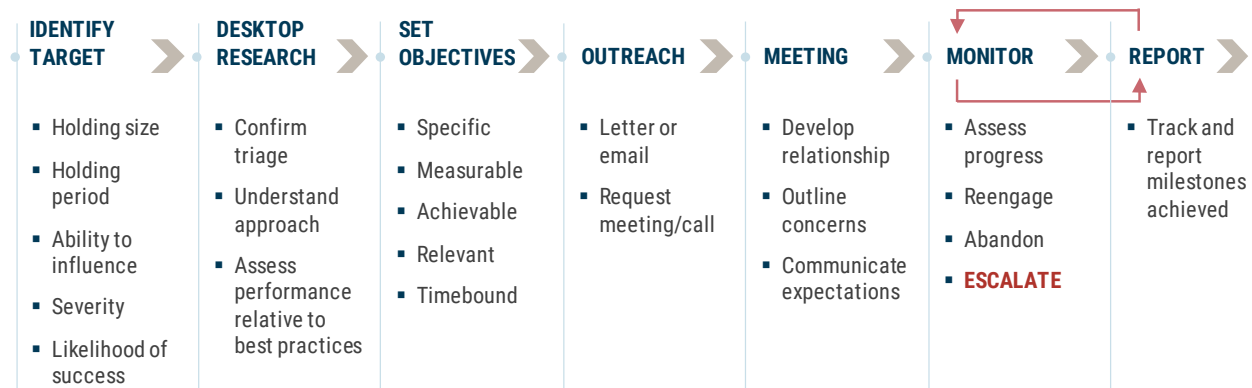 IDENTIFY
TARGET
▪ Holding size
▪ Holding
period
▪ Ability to
influence
▪ Severity
▪ Likelihood of
success
DESKTOP
RESEARCH
▪ Confirm
triage
▪ Understand
approach
▪ Assess
performance
relative to
best practices
SET
OBJECTIVES
▪ Specific
▪ Measurable
▪ Achievable
▪ Relevant
▪ Timebound
OUTREACH
▪ Letter or
email
▪ Request
meeting/call
MEETING
▪ Develop
relationship
▪ Outline
concerns
▪ Communicate
expectations
MONITOR
▪ Assess
progress
▪ Reengage
▪ Abandon
▪ ESCALATE
REPORT
▪ Track and
report
milestones
achieved